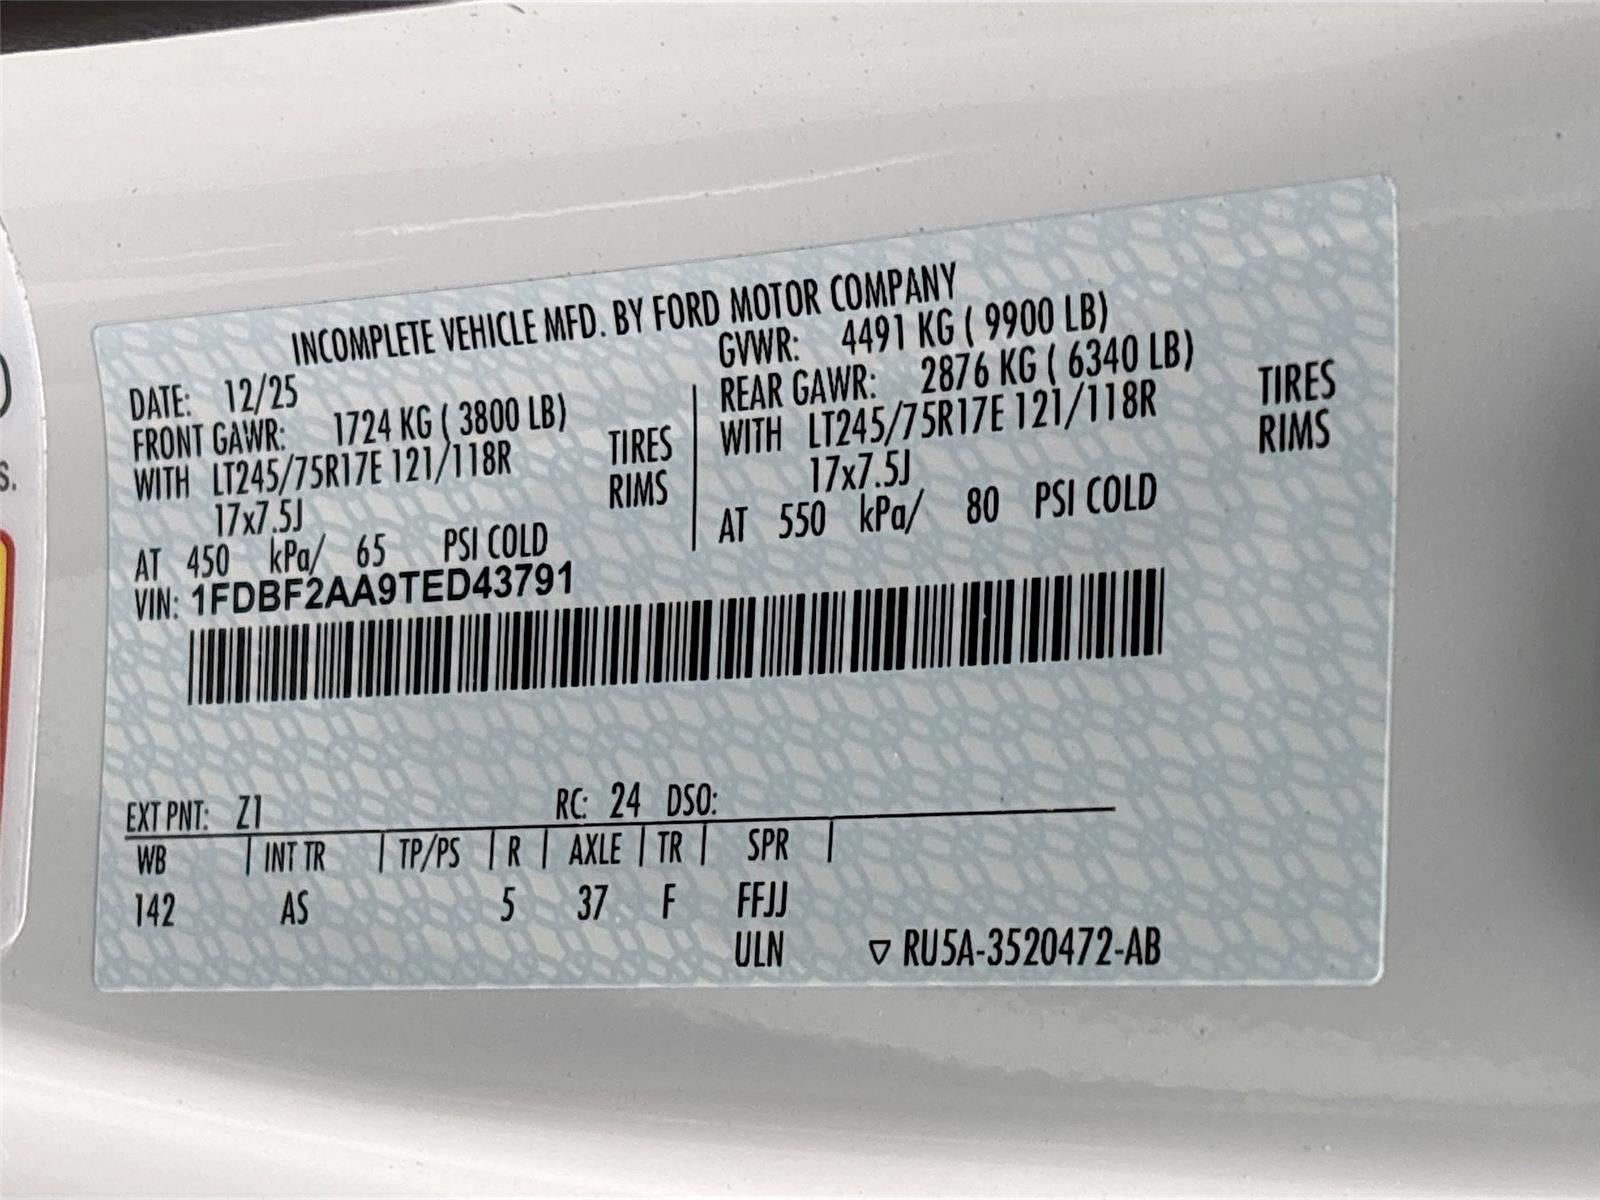 INCOMPLETE VEHICLE MFD. BY FORD MOTOR COMPANY
DATE: 12/25
FRONT GAWR: 1724 KG ( 3800 LB)
WITH LT245/75R17E 121/118R TIRES
17x7.5J RIMS
AT 450 kPa/ 65 PSI COLD
GVWR: 4491 KG ( 9900 LB)
REAR GAWR: 2876 KG ( 6340 LB)
WITH LT245/75R17E 121/118R TIRES
17x7.5J RIMS
AT 550 kPa/ 80 PSI COLD
VIN: 1FDBF2AA9TED43791
EXT PNT: Z1 RC: 24 DSO:
WB | INT TR | TP/PS | R | AXLE | TR | SPR |
142 AS 5 37 F FFJJ
ULN ▽ RU5A-3520472-AB
)
S.